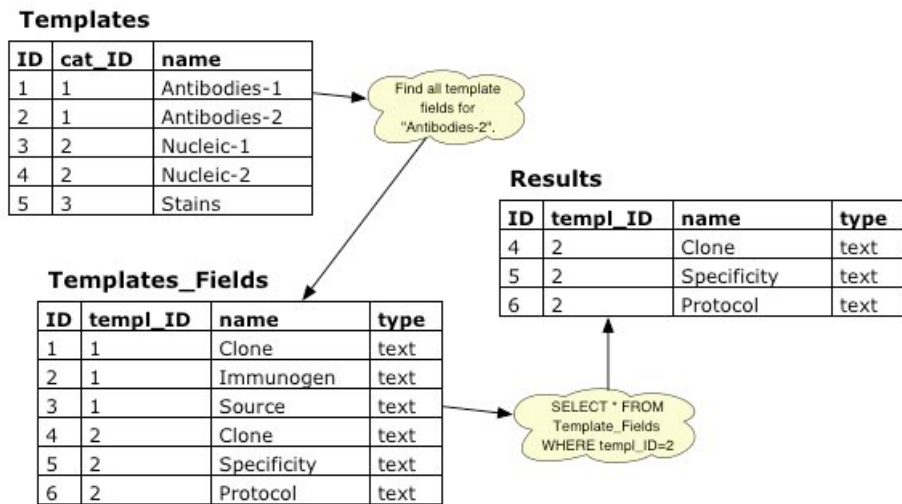 Templates
ID cat_ID name
1 1 Antibodies-1
2 1 Antibodies-2
3 2 Nucleic-1
4 2 Nucleic-2
5 3 Stains
Find all template
fields for
"Antibodies-2".
Templates_Fields
ID templ_ID name type
1 1 Clone text
2 1 Immunogen text
3 1 Source text
4 2 Clone text
5 2 Specificity text
6 2 Protocol text
SELECT * FROM
Template_Fields
WHERE templ_ID=2
Results
ID templ_ID name type
4 2 Clone text
5 2 Specificity text
6 2 Protocol text